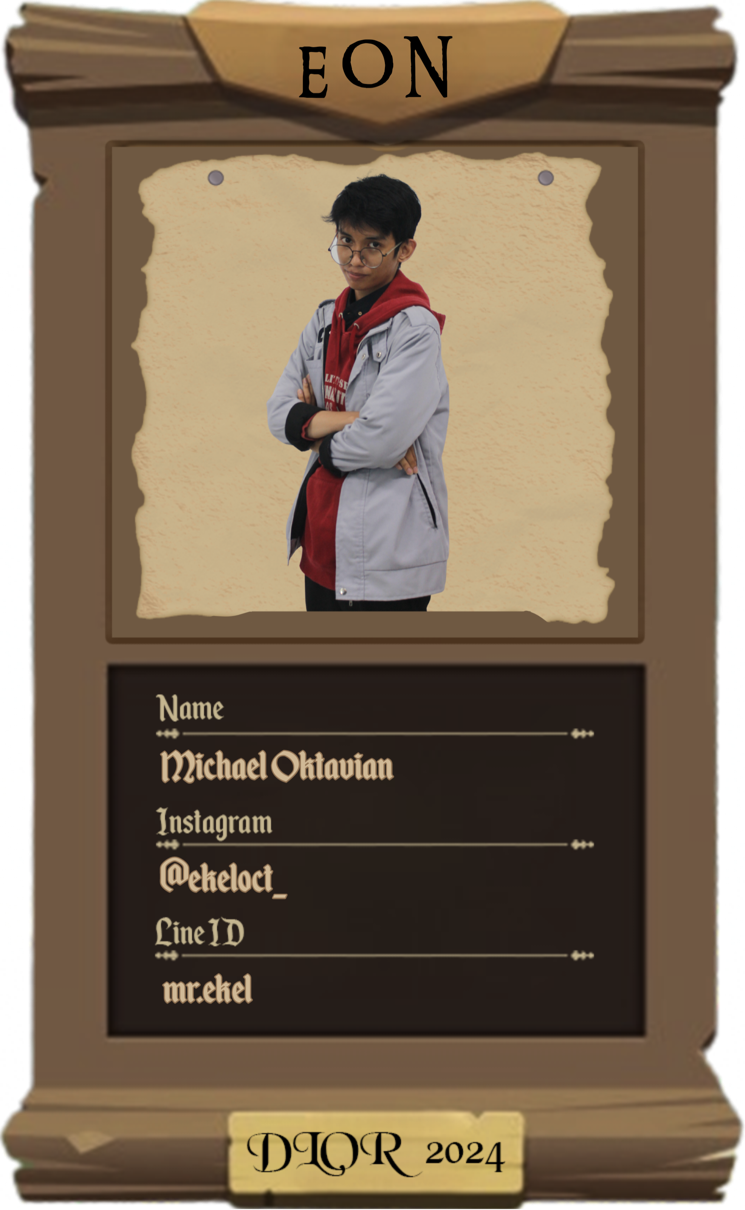 EON
Name
Michael Oktavian
Instagram
@ekeloct_
Line ID
mr.ekel
DLOR 2024